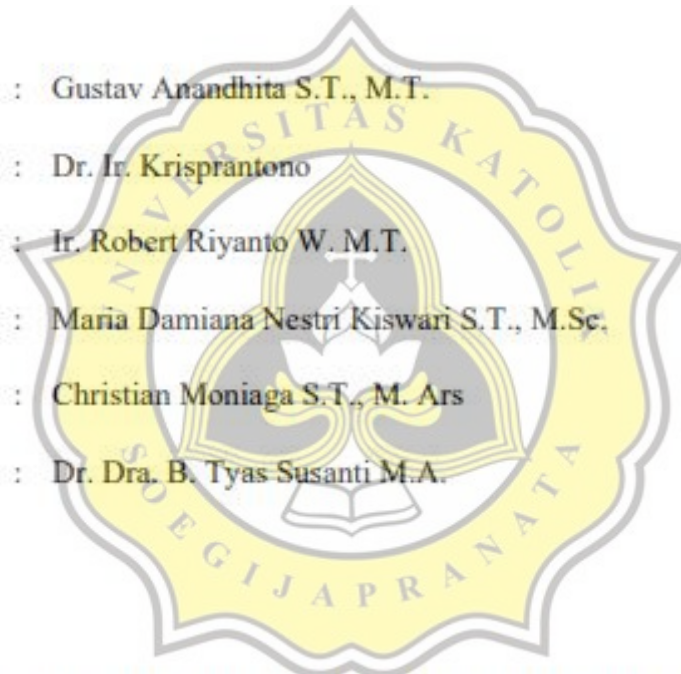 : Gustav Anandhita S.T., M.T.
: Dr. Ir. Krisprantono
: Ir. Robert Riyanto W. M.T.
: Maria Damiana Nestri Kiswari S.T., M.Sc.
: Christian Moniaga S.T., M. Ars
: Dr. Dra. B. Tyas Susanti M.A.
UNIVERSITAS KATOLIK
SOEGIJAPRANATA